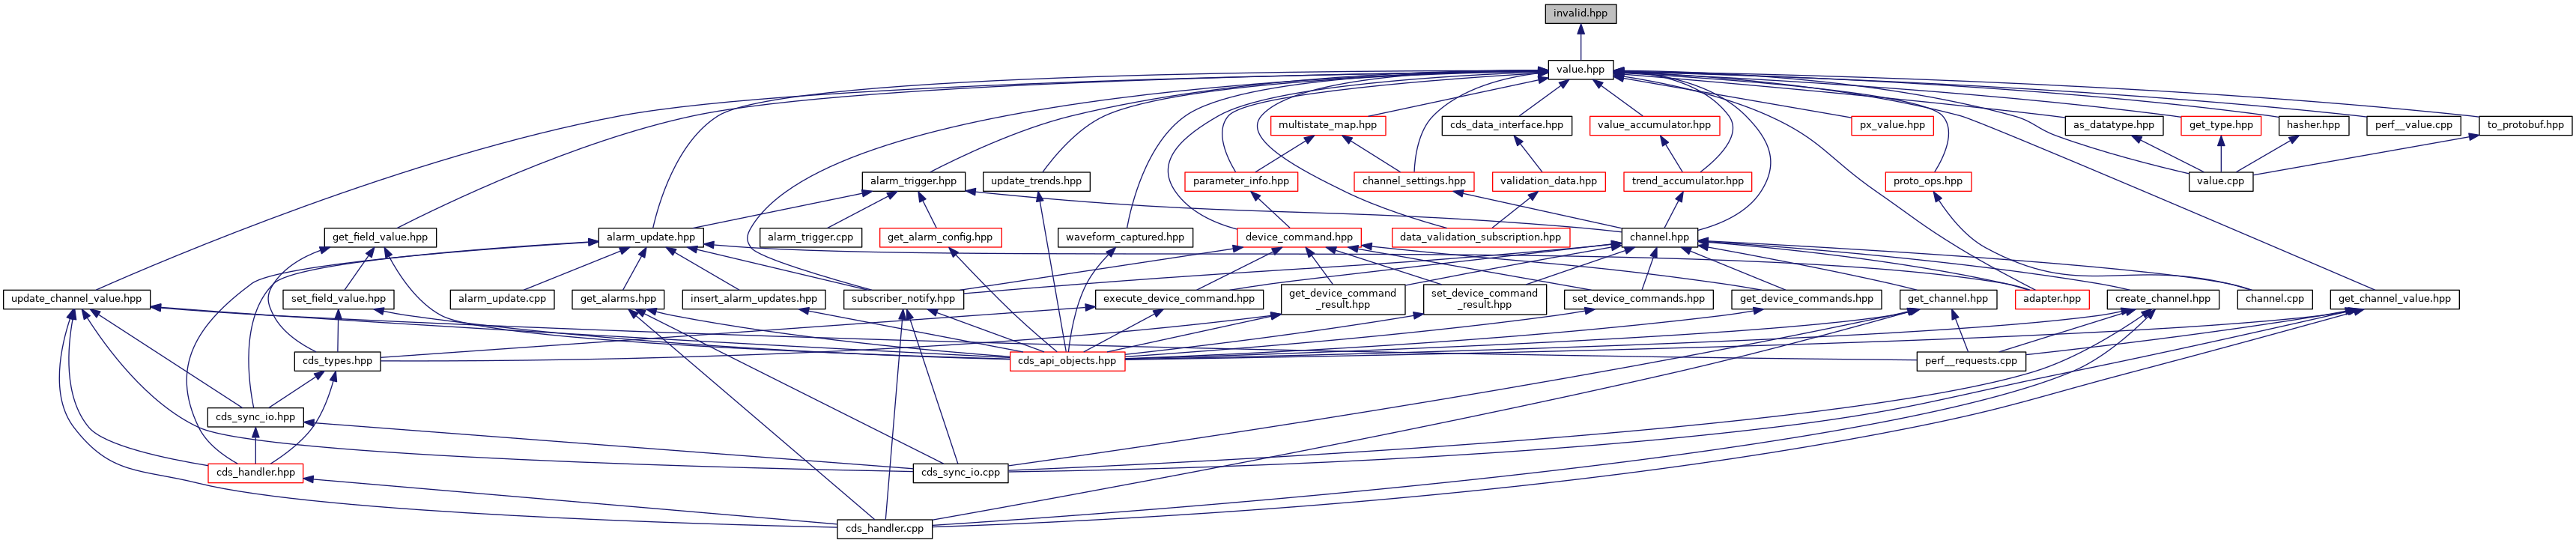 invalid.hpp
value.hpp
multistate_map.hpp
cds_data_interface.hpp
value_accumulator.hpp
px_value.hpp
as_datatype.hpp
get_type.hpp
hasher.hpp
perf__value.cpp
to_protobuf.hpp
alarm_trigger.hpp
update_trends.hpp
parameter_info.hpp
channel_settings.hpp
validation_data.hpp
trend_accumulator.hpp
proto_ops.hpp
value.cpp
get_field_value.hpp
alarm_update.hpp
alarm_trigger.cpp
get_alarm_config.hpp
waveform_captured.hpp
device_command.hpp
data_validation_subscription.hpp
channel.hpp
update_channel_value.hpp
set_field_value.hpp
alarm_update.cpp
get_alarms.hpp
insert_alarm_updates.hpp
subscriber_notify.hpp
execute_device_command.hpp
get_device_command
_result.hpp
set_device_command
_result.hpp
set_device_commands.hpp
get_device_commands.hpp
get_channel.hpp
adapter.hpp
create_channel.hpp
channel.cpp
get_channel_value.hpp
cds_types.hpp
cds_api_objects.hpp
perf__requests.cpp
cds_sync_io.hpp
cds_handler.hpp
cds_sync_io.cpp
cds_handler.cpp